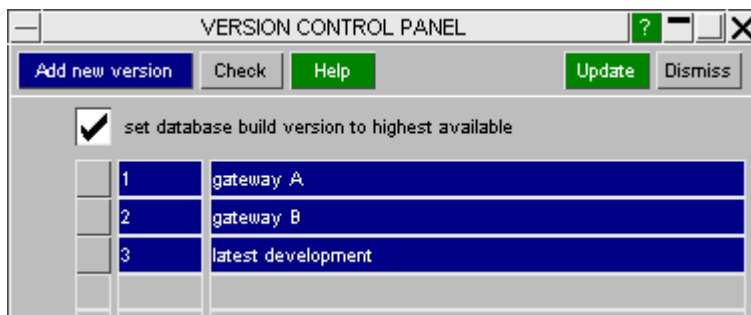 VERSION CONTROL PANEL ?
Add new version Check Help Update Dismiss
set database build version to highest available
1 gateway A
2 gateway B
3 latest development